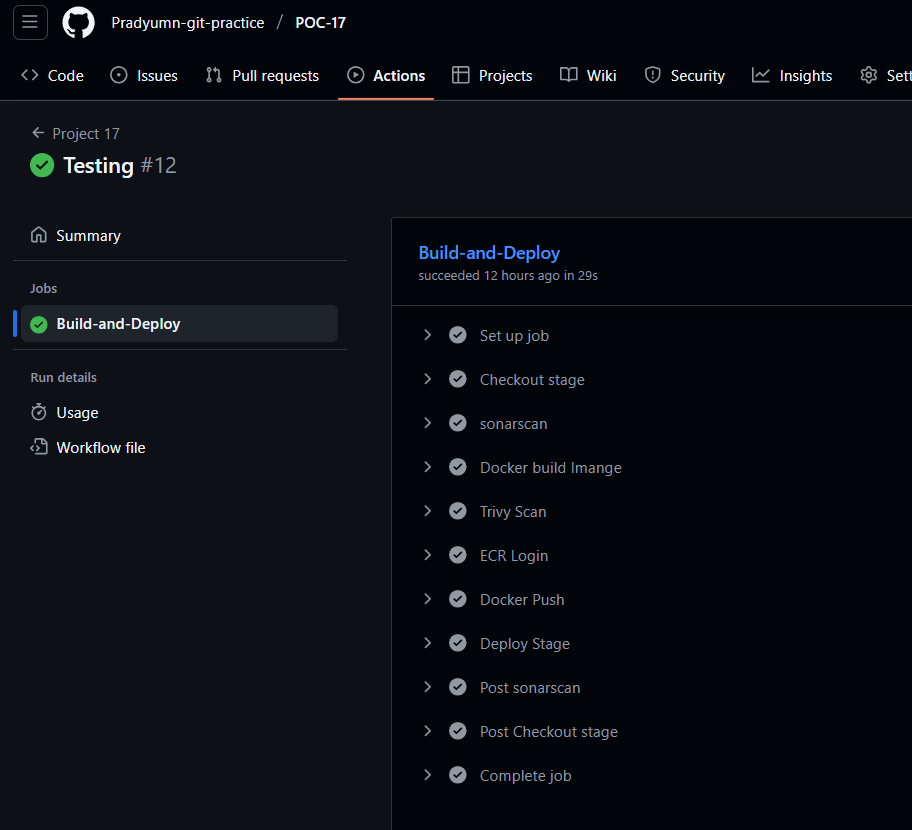 Pradyumn-git-practice / POC-17
Code Issues Pull requests Actions Projects Wiki Security Insights Sett
Project 17
Testing #12
Summary
Jobs
Build-and-Deploy
Run details
Usage
Workflow file
Build-and-Deploy
succeeded 12 hours ago in 29s
Set up job
Checkout stage
sonarscan
Docker build Imange
Trivy Scan
ECR Login
Docker Push
Deploy Stage
Post sonarscan
Post Checkout stage
Complete job